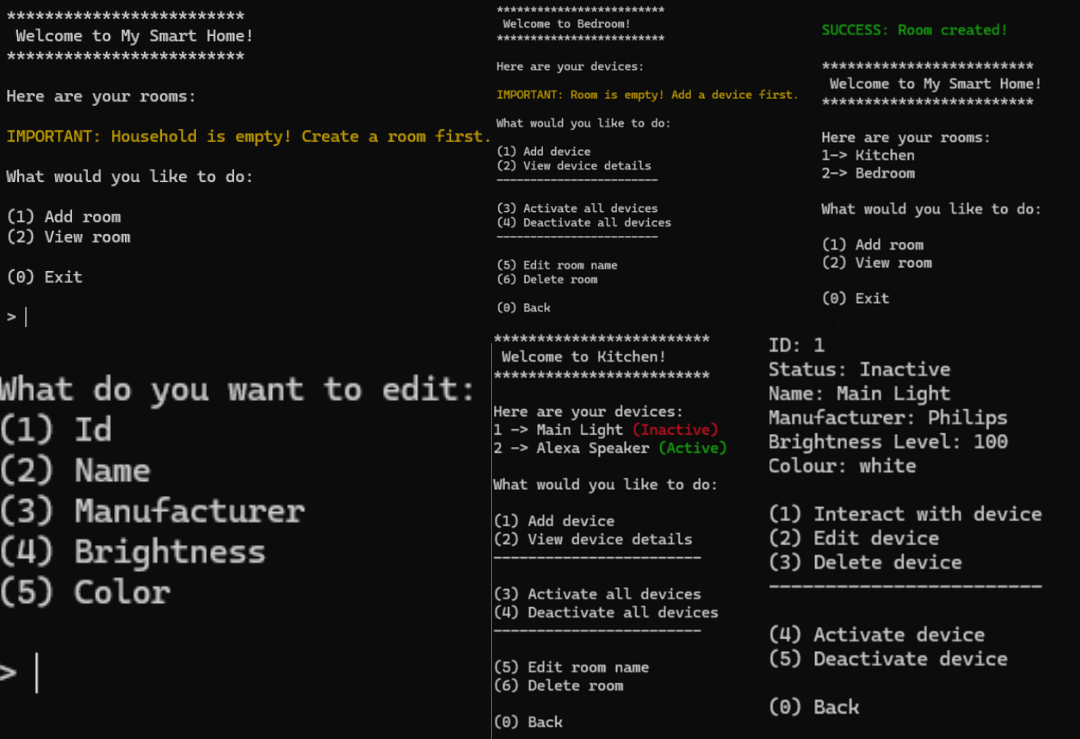 *************************
Welcome to My Smart Home!
*************************
Here are your rooms:
IMPORTANT: Household is empty! Create a room first.
What would you like to do:
(1) Add room
(2) View room
(0) Exit
>
*************************
Welcome to Bedroom!
*************************
Here are your devices:
IMPORTANT: Room is empty! Add a device first.
What would you like to do:
(1) Add device
(2) View device details
------------------------
(3) Activate all devices
(4) Deactivate all devices
------------------------
(5) Edit room name
(6) Delete room
(0) Back
SUCCESS: Room created!
*************************
Welcome to My Smart Home!
*************************
Here are your rooms:
1-> Kitchen
2-> Bedroom
What would you like to do:
(1) Add room
(2) View room
(0) Exit
What do you want to edit:
(1) Id
(2) Name
(3) Manufacturer
(4) Brightness
(5) Color
>
*************************
Welcome to Kitchen!
*************************
Here are your devices:
1 -> Main Light (Inactive)
2 -> Alexa Speaker (Active)
What would you like to do:
(1) Add device
(2) View device details
------------------------
(3) Activate all devices
(4) Deactivate all devices
------------------------
(5) Edit room name
(6) Delete room
(0) Back
ID: 1
Status: Inactive
Name: Main Light
Manufacturer: Philips
Brightness Level: 100
Colour: white
(1) Interact with device
(2) Edit device
(3) Delete device
------------------------
(4) Activate device
(5) Deactivate device
(0) Back